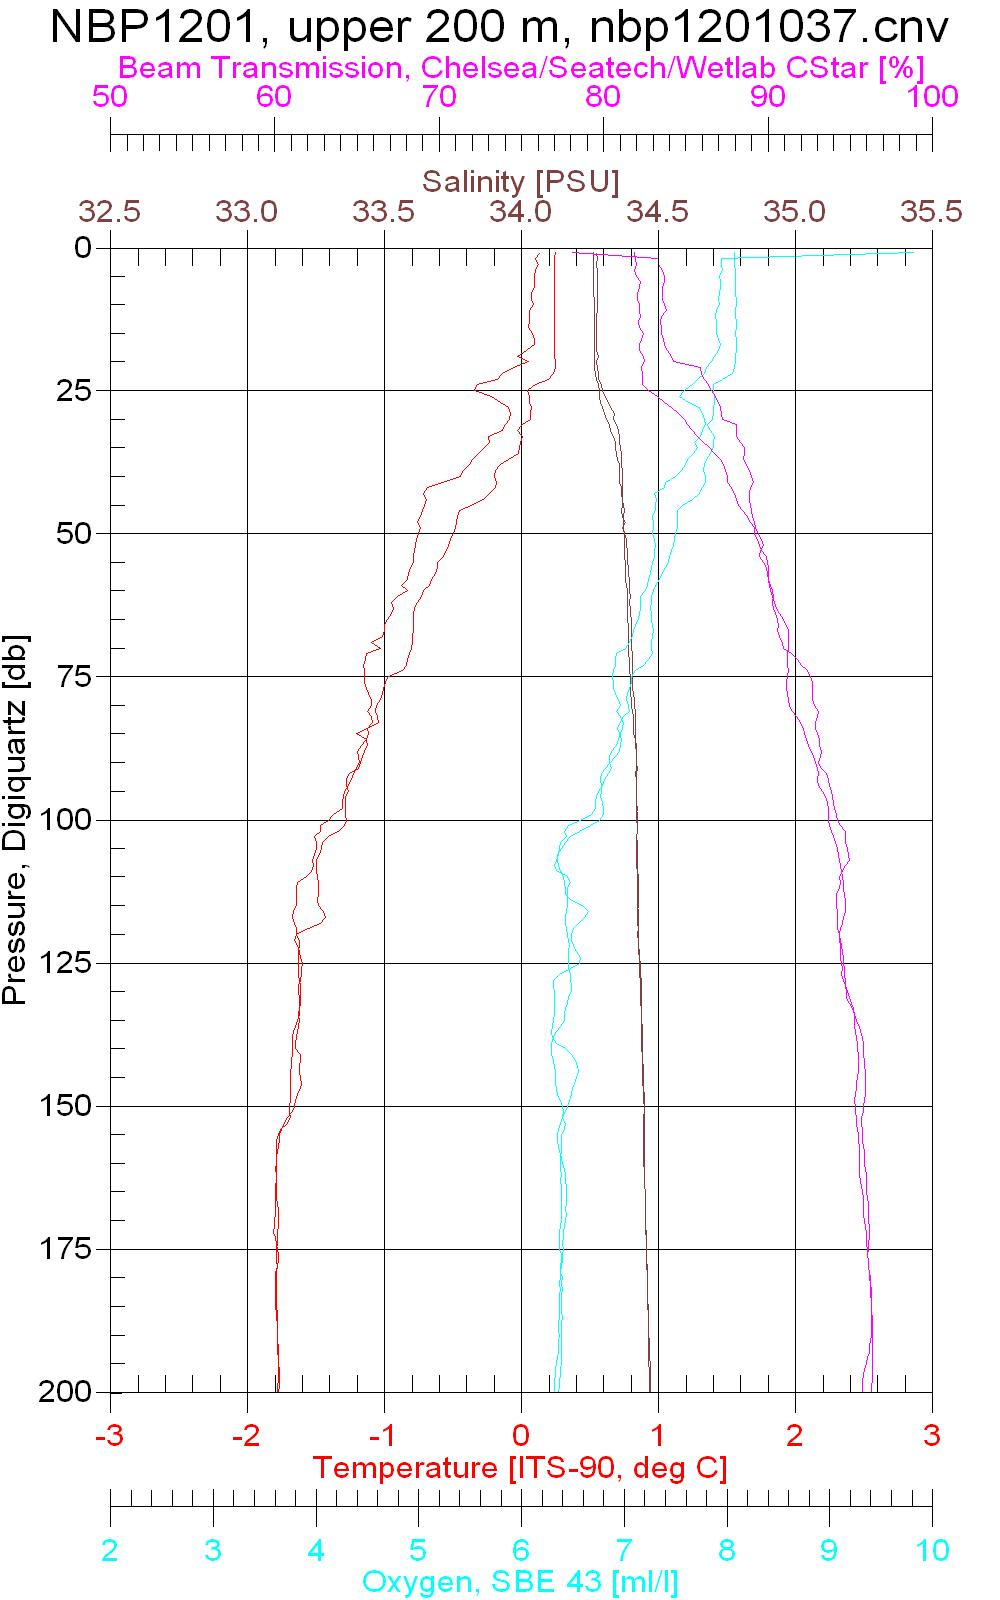 NBP1201, upper 200 m, nbp1201037.cnv
Beam Transmission, Chelsea/Seatech/Wetlab CStar [%]
50 60 70 80 90 100
Salinity [PSU]
32.5 33.0 33.5 34.0 34.5 35.0 35.5
0
25
50
75
100
125
150
175
200
Pressure, Digiquartz [db]
-3 -2 -1 0 1 2 3
Temperature [ITS-90, deg C]
2 3 4 5 6 7 8 9 10
Oxygen, SBE 43 [ml/l]